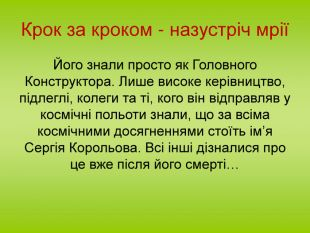 Крок за кроком - назустріч мрії
Його знали просто як Головного
Конструктора. Лише високе керівництво,
підлеглі, колеги та ті, кого він відправляв у
космічні польоти знали, що за всіма
космічними досягненнями стоїть ім’я
Сергія Корольова. Всі інші дізналися про
це вже після його смерті…